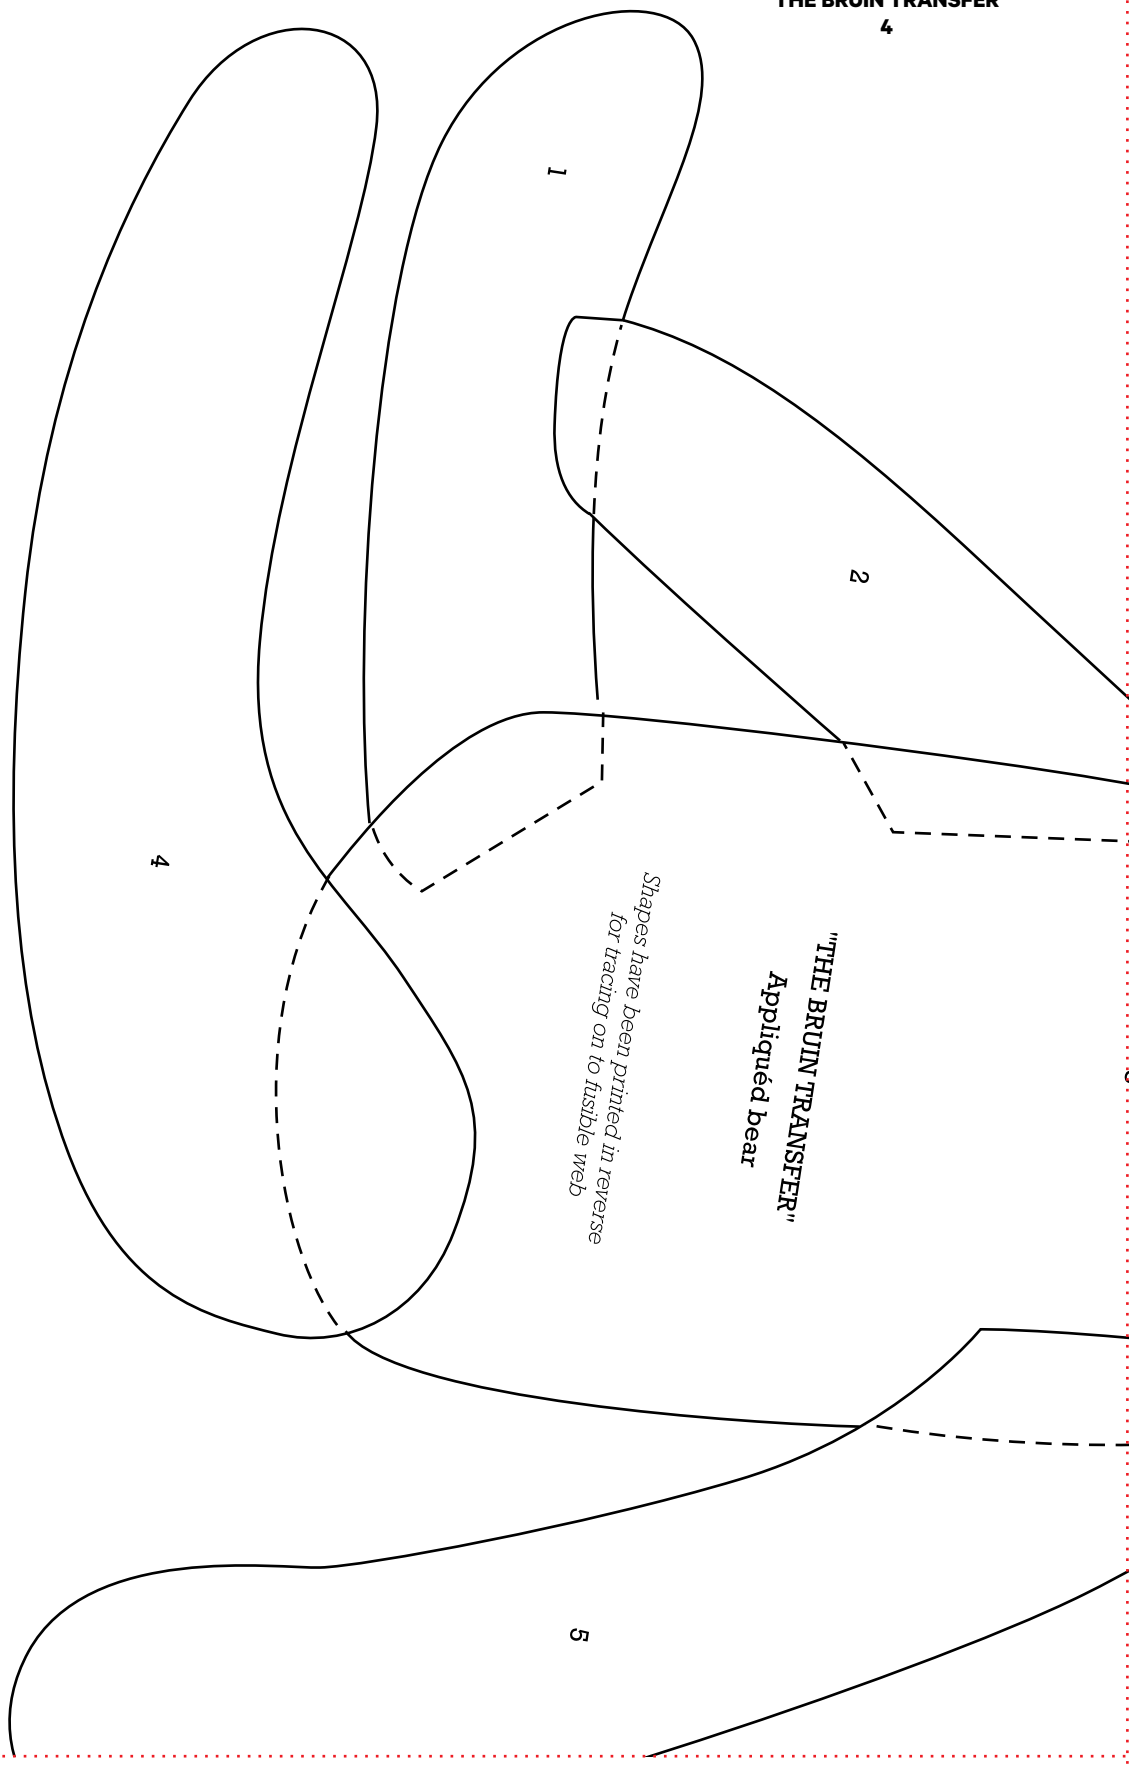 THE BRUIN TRANSFER
4
1
2
4
"THE BRUIN TRANSFER"
Appliquéd bear
Shapes have been printed in reverse
for tracing on to fusible web
5